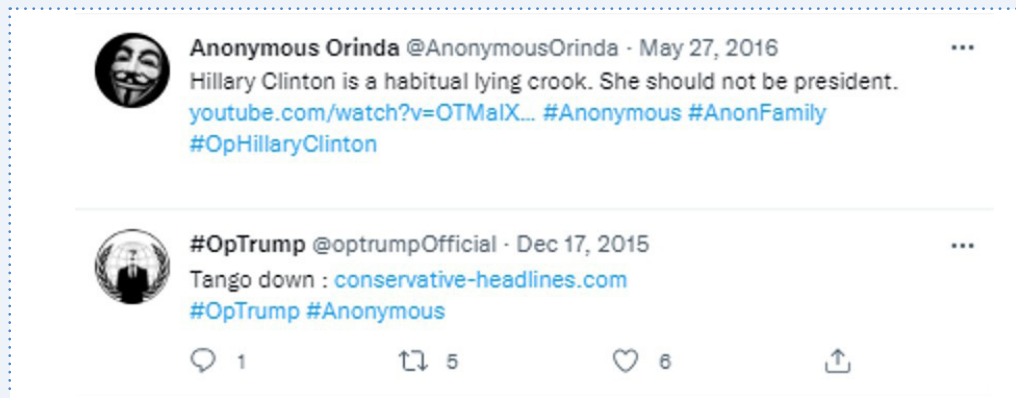 Anonymous Orinda @AnonymousOrinda · May 27, 2016
Hillary Clinton is a habitual lying crook. She should not be president.
youtube.com/watch?v=OTMalX... #Anonymous #AnonFamily
#OpHillaryClinton
#OpTrump @optrumpOfficial · Dec 17, 2015
Tango down : conservative-headlines.com
#OpTrump #Anonymous
1 5 6